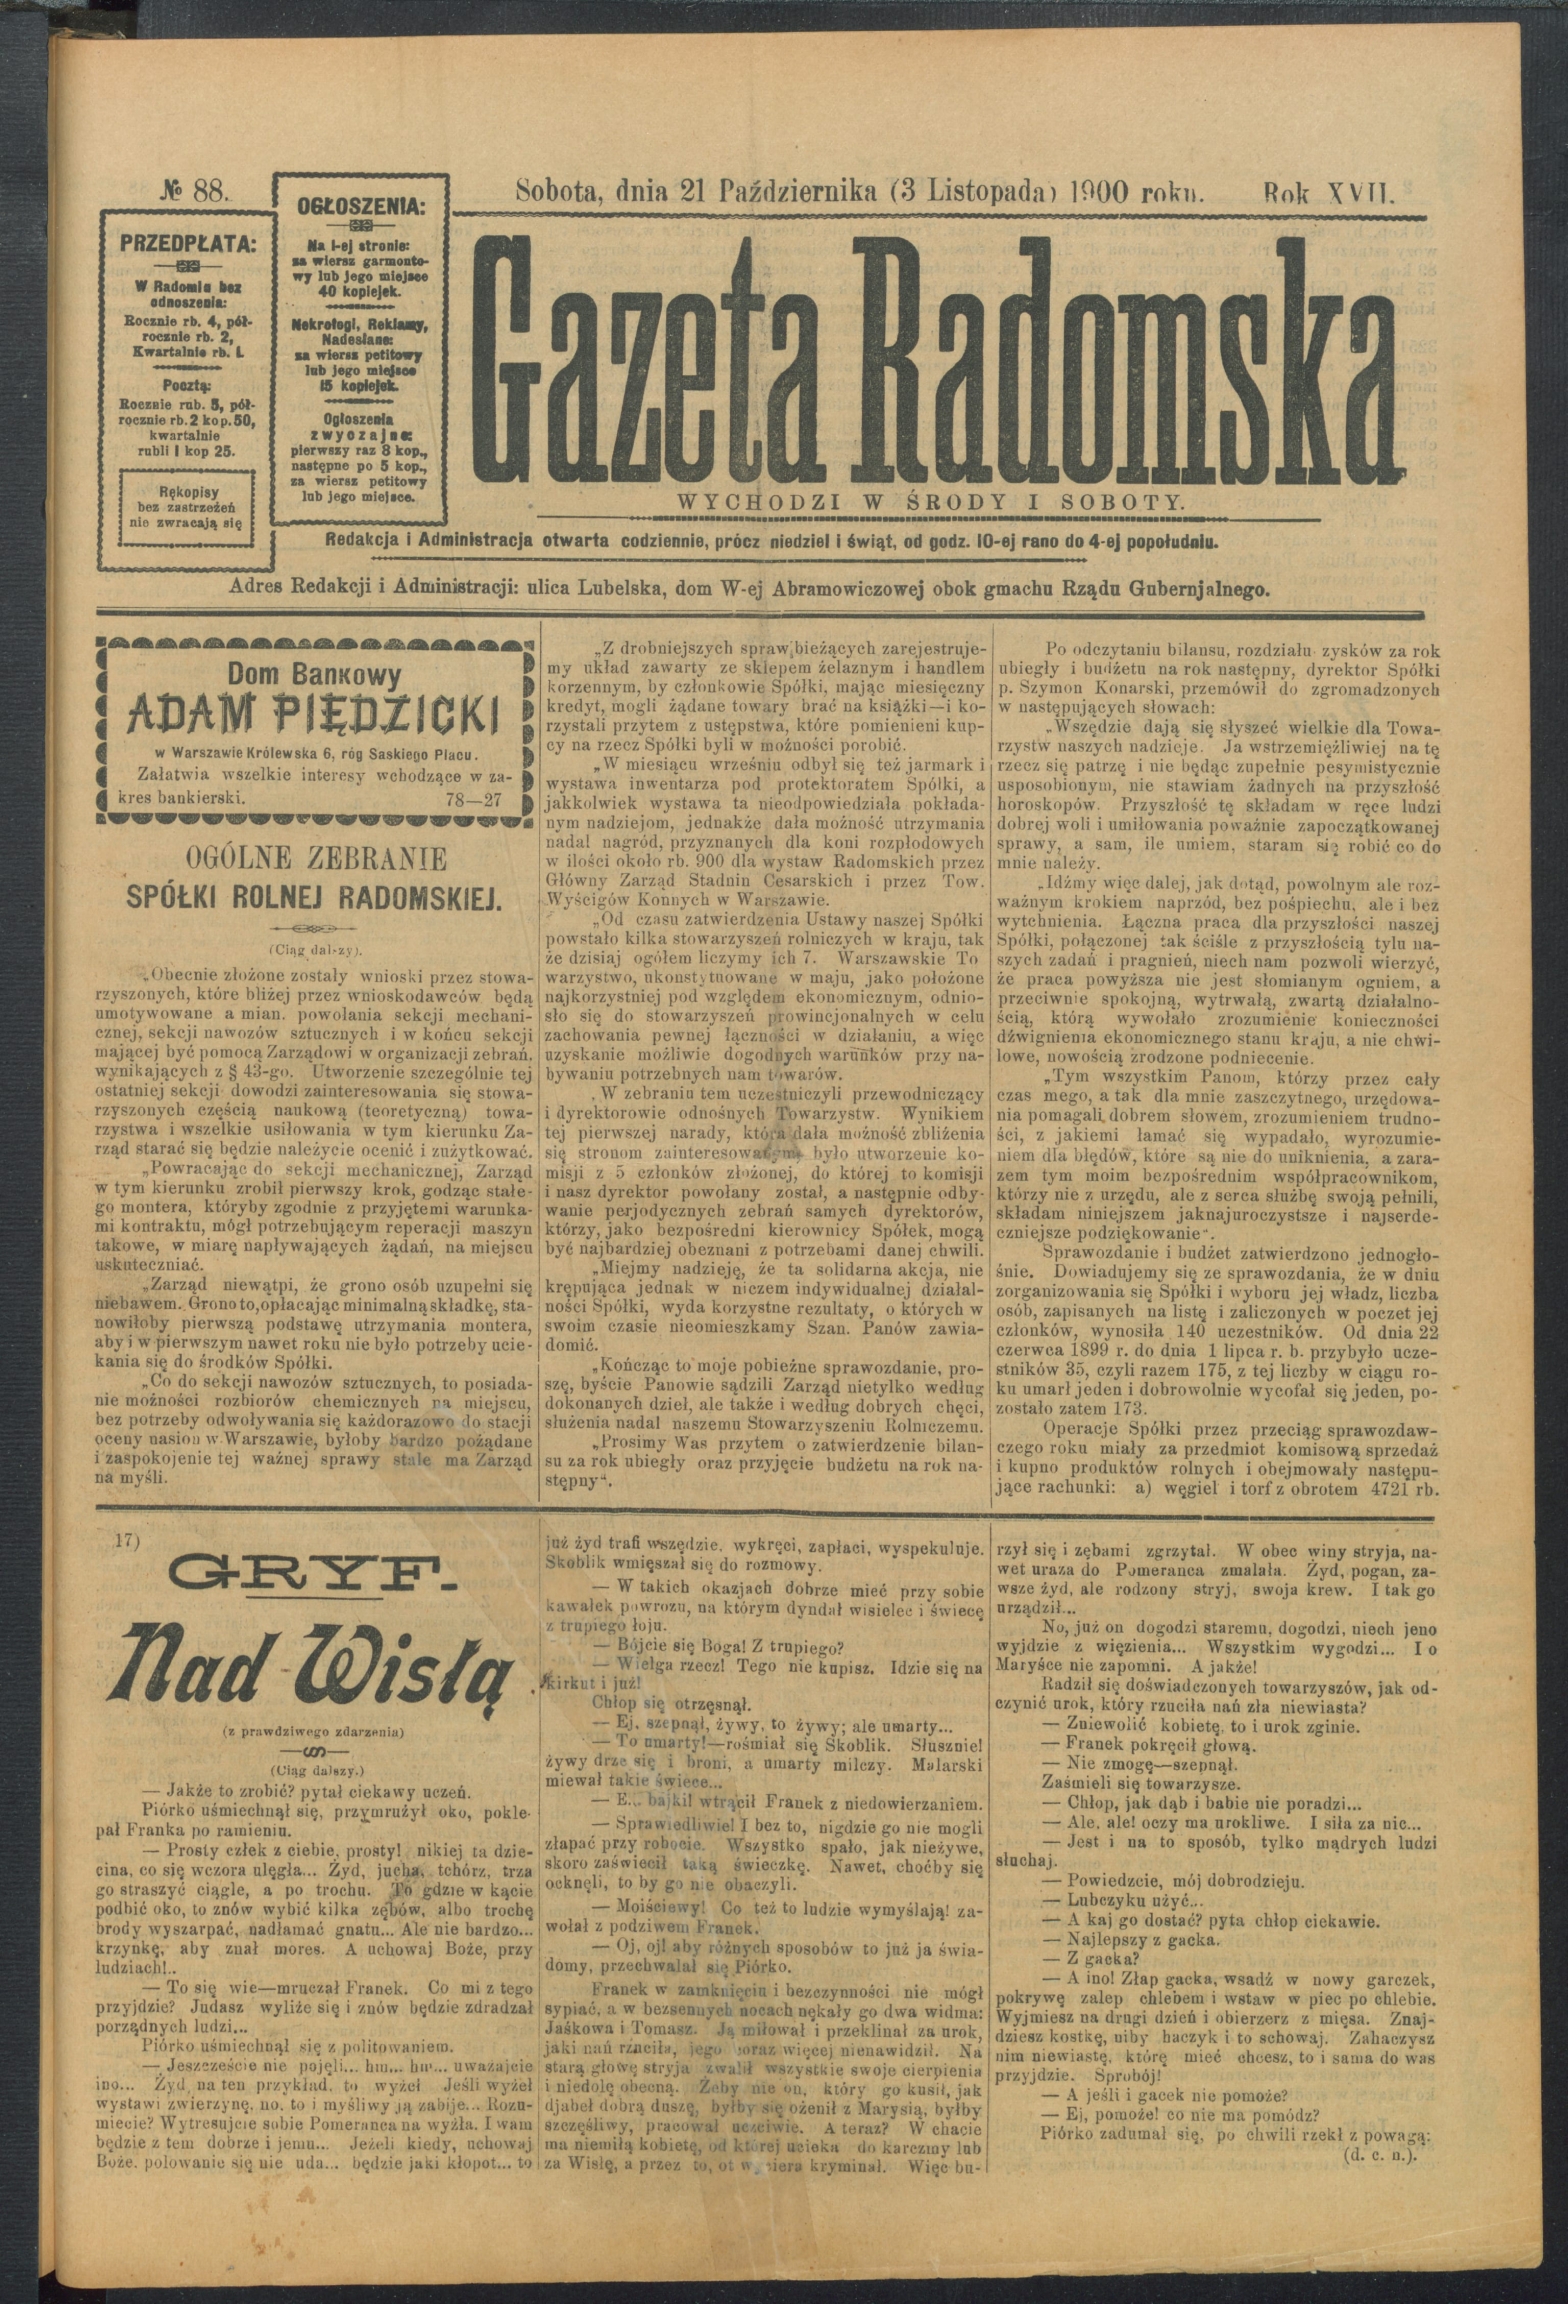 № 88.
Sobota, dnia 21 Października (3 Listopada) 1900 roku.
Rok XVII.
PRZEDPŁATA:
W Radomiu bez
odnoszenia:
Rocznie rb. 4, pół-
rocznie rb. 2,
Kwartalnie rb. 1.
Pocztą:
Rocznie rub. 5, pół-
rocznie rb. 2 kop. 50,
kwartalnie
rubli 1 kop 25.
Rękopisy
bez zastrzeżeń
nie zwracają się
OGŁOSZENIA:
Na I-ej stronie:
za wiersz garmonto-
wy lub jego miejsce
40 kopiejek.
Nekrologi, Reklamy,
Nadesłane:
za wiersz petitowy
lub jego miejsce
15 kopiejek.
Ogłoszenia
zwyczajne:
pierwszy raz 8 kop.,
następne po 5 kop.,
za wiersz petitowy
lub jego miejsce.
Gazeta Radomska
WYCHODZI W ŚRODY I SOBOTY.
Redakcja i Administracja otwarta codziennie, prócz niedziel i świąt, od godz. 10-ej rano do 4-ej popołudniu.
Adres Redakcji i Administracji: ulica Lubelska, dom W-ej Abramowiczowej obok gmachu Rządu Gubernjalnego.
Dom Bankowy
ADAM PIĘDZICKI
w Warszawie Królewska 6, róg Saskiego Placu.
Załatwia wszelkie interesy wchodzące w za-
kres bankierski. 78—27
OGÓLNE ZEBRANIE
SPÓŁKI ROLNEJ RADOMSKIEJ.
(Ciąg dalszy).
„Obecnie złożone zostały wnioski przez stowa-
rzyszonych, które bliżej przez wnioskodawców będą
umotywowane a mian. powołania sekcji mechani-
cznej, sekcji nawozów sztucznych i w końcu sekcji
mającej być pomocą Zarządowi w organizacji zebrań,
wynikających z § 43-go. Utworzenie szczególnie tej
ostatniej sekcji dowodzi zainteresowania się stowa-
rzyszonych częścią naukową (teoretyczną) towa-
rzystwa i wszelkie usiłowania w tym kierunku Za-
rząd starać się będzie należycie ocenić i zużytkować.
„Powracając do sekcji mechanicznej, Zarząd
w tym kierunku zrobił pierwszy krok, godząc stałe-
go montera, któryby zgodnie z przyjętemi warunka-
mi kontraktu, mógł potrzebującym reperacji maszyn
takowe, w miarę napływających żądań, na miejscu
uskuteczniać.
„Zarząd niewątpi, że grono osób uzupełni się
niebawem. Grono to, opłacając minimalną składkę, sta-
nowiłoby pierwszą podstawę utrzymania montera,
aby i w pierwszym nawet roku nie było potrzeby ucie-
kania się do środków Spółki.
„Co do sekcji nawozów sztucznych, to posiada-
nie możności rozbiorów chemicznych na miejscu,
bez potrzeby odwoływania się każdorazowo do stacji
oceny nasion w Warszawie, byłoby bardzo pożądane
i zaspokojenie tej ważnej sprawy stale ma Zarząd
na myśli.
„Z drobniejszych spraw bieżących zarejestruje-
my układ zawarty ze sklepem żelaznym i handlem
korzennym, by członkowie Spółki, mając miesięczny
kredyt, mogli żądane towary brać na książki—i ko-
rzystali przytem z ustępstwa, które pomienieni kup-
cy na rzecz Spółki byli w możności porobić.
„W miesiącu wrześniu odbył się też jarmark i
wystawa inwentarza pod protektoratem Spółki, a
jakkolwiek wystawa ta nieodpowiedziała pokłada-
nym nadziejom, jednakże dała możność utrzymania
nadal nagród, przyznanych dla koni rozpłodowych
w ilości około rb. 900 dla wystaw Radomskich przez
Główny Zarząd Stadnin Cesarskich i przez Tow.
Wyścigów Konnych w Warszawie.
„Od czasu zatwierdzenia Ustawy naszej Spółki
powstało kilka stowarzyszeń rolniczych w kraju, tak
że dzisiaj ogółem liczymy ich 7. Warszawskie To
warzystwo, ukonstytuowane w maju, jako położone
najkorzystniej pod względem ekonomicznym, odnio-
sło się do stowarzyszeń prowincjonalnych w celu
zachowania pewnej łączności w działaniu, a więc
uzyskanie możliwie dogodnych warunków przy na-
bywaniu potrzebnych nam towarów.
„W zebraniu tem uczestniczyli przewodniczący
i dyrektorowie odnośnych Towarzystw. Wynikiem
tej pierwszej narady, która dała możność zbliżenia
się stronom zainteresowanym, było utworzenie ko-
misji z 5 członków złożonej, do której to komisji
i nasz dyrektor powołany został, a następnie odby-
wanie perjodycznych zebrań samych dyrektorów,
którzy, jako bezpośredni kierownicy Spółek, mogą
być najbardziej obeznani z potrzebami danej chwili.
„Miejmy nadzieję, że ta solidarna akcja, nie
krępująca jednak w niczem indywidualnej działal-
ności Spółki, wyda korzystne rezultaty, o których w
swoim czasie nieomieszkamy Szan. Panów zawia-
domić.
„Kończąc to moje pobieżne sprawozdanie, pro-
szę, byście Panowie sądzili Zarząd nietylko według
dokonanych dzieł, ale także i według dobrych chęci,
służenia nadal naszemu Stowarzyszeniu Rolniczemu.
„Prosimy Was przytem o zatwierdzenie bilan-
su za rok ubiegły oraz przyjęcie budżetu na rok na-
stępny“.
Po odczytaniu bilansu, rozdziału zysków za rok
ubiegły i budżetu na rok następny, dyrektor Spółki
p. Szymon Konarski, przemówił do zgromadzonych
w następujących słowach:
„Wszędzie dają się słyszeć wielkie dla Towa-
rzystw naszych nadzieje. Ja wstrzemięźliwiej na tę
rzecz się patrzę i nie będąc zupełnie pesymistycznie
usposobionym, nie stawiam żadnych na przyszłość
horoskopów. Przyszłość tę składam w ręce ludzi
dobrej woli i umiłowania poważnie zapoczątkowanej
sprawy, a sam, ile umiem, staram się robić co do
mnie należy.
„Idźmy więc dalej, jak dotąd, powolnym ale roz-
ważnym krokiem naprzód, bez pośpiechu, ale i bez
wytchnienia. Łączna praca dla przyszłości naszej
Spółki, połączonej tak ściśle z przyszłością tylu na-
szych zadań i pragnień, niech nam pozwoli wierzyć,
że praca powyższa nie jest słomianym ogniem, a
przeciwnie spokojną, wytrwałą, zwartą działalno-
ścią, którą wywołało zrozumienie konieczności
dźwignienia ekonomicznego stanu kraju, a nie chwi-
lowe, nowością zrodzone podniecenie.
„Tym wszystkim Panom, którzy przez cały
czas mego, a tak dla mnie zaszczytnego, urzędowa-
nia pomagali dobrem słowem, zrozumieniem trudno-
ści, z jakiemi łamać się wypadało, wyrozumie-
niem dla błędów, które są nie do uniknienia, a zara-
zem tym moim bezpośrednim współpracownikom,
którzy nie z urzędu, ale z serca służbę swoją pełnili,
składam niniejszem jaknajuroczystsze i najserde-
czniejsze podziękowanie“.
Sprawozdanie i budżet zatwierdzono jednogło-
śnie. Dowiadujemy się ze sprawozdania, że w dniu
zorganizowania się Spółki i wyboru jej władz, liczba
osób, zapisanych na listę i zaliczonych w poczet jej
członków, wynosiła 140 uczestników. Od dnia 22
czerwca 1899 r. do dnia 1 lipca r. b. przybyło ucze-
stników 35, czyli razem 175, z tej liczby w ciągu ro-
ku umarł jeden i dobrowolnie wycofał się jeden, po-
zostało zatem 173.
Operacje Spółki przez przeciąg sprawozdaw-
czego roku miały za przedmiot komisową sprzedaż
i kupno produktów rolnych i obejmowały następu-
jące rachunki: a) węgiel i torf z obrotem 4721 rb.
17)
GRYF.
Nad Wisłą
(z prawdziwego zdarzenia)
(Ciąg dalszy.)
— Jakże to zrobić? pytał ciekawy uczeń.
Piórko uśmiechnął się, przymrużył oko, pokle-
pał Franka po ramieniu.
— Prosty człek z ciebie, prosty! nikiej ta dzie-
cina, co się wczora ulęgła... Żyd, jucha, tchórz, trza
go straszyć ciągle, a po trochu. To gdzie w kącie
podbić oko, to znów wybić kilka zębów, albo trochę
brody wyszarpać, nadłamać gnatu... Ale nie bardzo...
krzynkę, aby znał mores. A uchowaj Boże, przy
ludziach!..
— To się wie—mruczał Franek. Co mi z tego
przyjdzie? Judasz wyliże się i znów będzie zdradzał
porządnych ludzi...
Piórko uśmiechnął się z politowaniem.
— Jeszczeście nie pojęli... hm... hm... uważajcie
ino... Żyd na ten przykład, to wyżeł Jeśli wyżeł
wystawi zwierzynę, no, to i myśliwy ją zabije... Rozu-
miecie? Wytresujcie sobie Pomeranca na wyżła. I wam
będzie z tem dobrze i jemu... Jeżeli kiedy, uchowaj
Boże, polowanie się nie uda... będzie jaki kłopot... to
już żyd trafi wszędzie, wykręci, zapłaci, wyspekuluje.
Skoblik wmięszał się do rozmowy.
— W takich okazjach dobrze mieć przy sobie
kawałek powrozu, na którym dyndał wisielec i świecę
z trupiego łoju.
— Bójcie się Boga! Z trupiego?
— Wielga rzecz! Tego nie kupisz. Idzie się na
kirkut i już!
Chłop się otrzęsnął.
— Ej, szepnął, żywy, to żywy; ale umarty...
— To umarty!—rośmiał się Skoblik. Słusznie!
żywy drze się i broni, a umarty milczy. Malarski
miewał takie świece...
— E... bajki! wtrącił Franek z niedowierzaniem.
— Sprawiedliwie! I bez to, nigdzie go nie mogli
złapać przy robocie. Wszystko spało, jak nieżywe,
skoro zaświecił taką świeczkę. Nawet, choćby się
ocknęli, to by go nie obaczyli.
— Moiściewy! Co też to ludzie wymyślają! za-
wołał z podziwem Franek.
— Oj, oj! aby różnych sposobów to już ja świa-
domy, przechwalał się Piórko.
Franek w zamknięciu i bezczynności nie mógł
sypiać, a w bezsennych nocach nękały go dwa widma:
Jaśkowa i Tomasz. Ją miłował i przeklinał za urok,
jaki nań rzuciła, jego coraz więcej nienawidził. Na
starą głowę stryja zwalił wszystkie swoje cierpienia
i niedolę obecną. Żeby nie on, który go kusił, jak
djabeł dobrą duszę, byłby się ożenił z Marysią, byłby
szczęśliwy, pracował uczciwie. A teraz? W chacie
ma niemiłą kobietę, od której ucieka do karczmy lub
za Wisłę, a przez to, ot wyciera kryminał. Więc bu-
rzył się i zębami zgrzytał. W obec winy stryja, na-
wet uraza do Pomeranca zmalała. Żyd, pogan, za-
wsze żyd, ale rodzony stryj, swoja krew. I tak go
urządził...
No, już on dogodzi staremu, dogodzi, niech jeno
wyjdzie z więzienia... Wszystkim wygodzi... I o
Maryśce nie zapomni. A jakże!
Radził się doświadczonych towarzyszów, jak od-
czynić urok, który rzuciła nań zła niewiasta?
— Zniewolić kobietę, to i urok zginie.
— Franek pokręcił głową.
— Nie zmogę—szepnął.
Zaśmieli się towarzysze.
— Chłop, jak dąb i babie nie poradzi...
— Ale, ale! oczy ma urokliwe. I siła za nic...
— Jest i na to sposób, tylko mądrych ludzi
słuchaj.
— Powiedzcie, mój dobrodzieju.
— Lubczyku użyć...
— A kaj go dostać? pyta chłop ciekawie.
— Najlepszy z gacka.
— Z gacka?
— A ino! Złap gacka, wsadź w nowy garczek,
pokrywę zalep chlebem i wstaw w piec po chlebie.
Wyjmiesz na drugi dzień i obierzerz z mięsa. Znaj-
dziesz kostkę, niby haczyk i to schowaj. Zahaczysz
nim niewiastę, którę mieć chcesz, to i sama do was
przyjdzie. Spróbój!
— A jeśli i gacek nie pomoże?
— Ej, pomoże! co nie ma pomódz?
Piórko zadumał się, po chwili rzekł z powagą:
(d. c. n.).